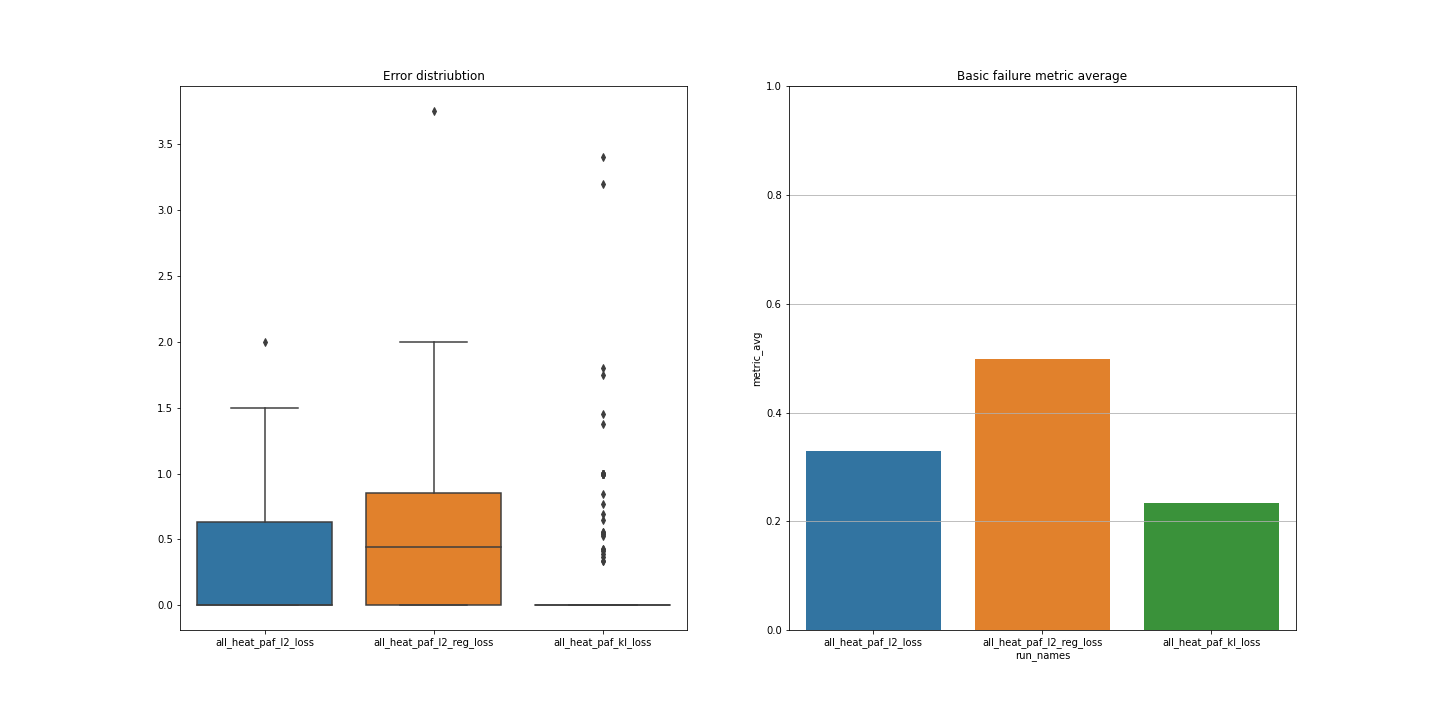 Error distriubtion
3.5
3.0
2.5
2.0
1.5
1.0
0.5
0.0
all_heat_paf_l2_loss all_heat_paf_l2_reg_loss all_heat_paf_kl_loss
Basic failure metric average
1.0
0.8
0.6
0.4
0.2
0.0
metric_avg
all_heat_paf_l2_loss all_heat_paf_l2_reg_loss all_heat_paf_kl_loss
run_names